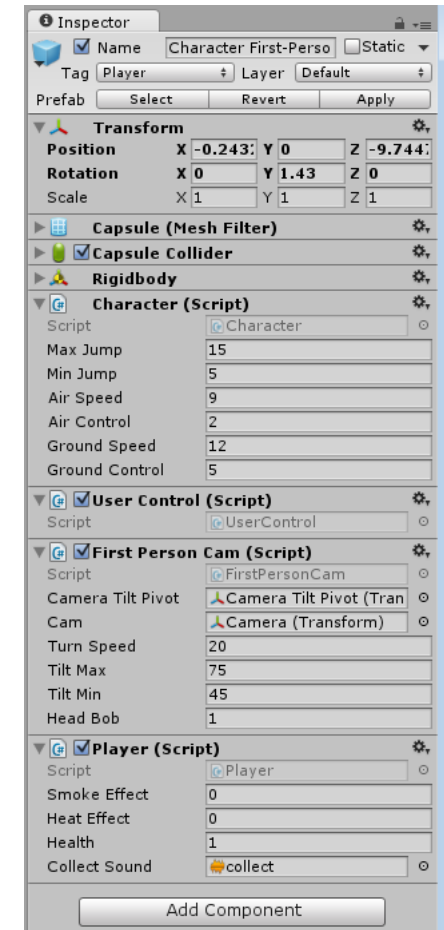 Inspector
Name Character First-Perso Static
Tag Player Layer Default
Prefab Select Revert Apply
Transform
Position X -0.243 Y 0 Z -9.744
Rotation X 0 Y 1.43 Z 0
Scale X 1 Y 1 Z 1
Capsule (Mesh Filter)
Capsule Collider
Rigidbody
Character (Script)
Script Character
Max Jump 15
Min Jump 5
Air Speed 9
Air Control 2
Ground Speed 12
Ground Control 5
User Control (Script)
Script UserControl
First Person Cam (Script)
Script FirstPersonCam
Camera Tilt Pivot Camera Tilt Pivot (Tran
Cam Camera (Transform)
Turn Speed 20
Tilt Max 75
Tilt Min 45
Head Bob 1
Player (Script)
Script Player
Smoke Effect 0
Heat Effect 0
Health 1
Collect Sound collect
Add Component